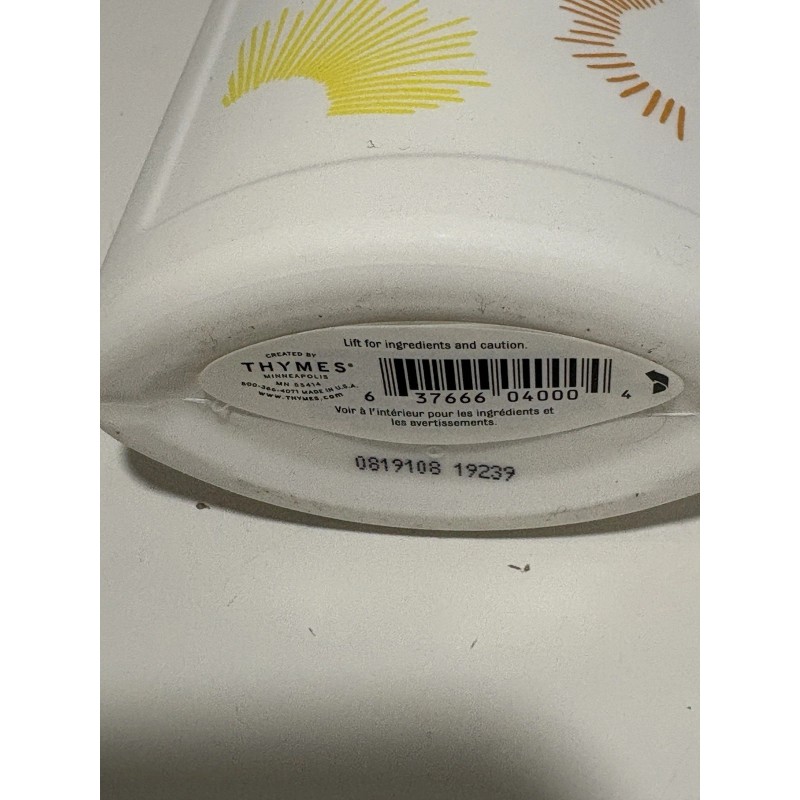 Lift for ingredients and caution.
CREATED BY
THYMES®
MINNEAPOLIS
MN 55414
800-366-4071 MADE IN U.S.A.
www.THYMES.com
6 37666 04000 4
Voir à l'intérieur pour les ingrédients et
les avertissements.
0819108 19239